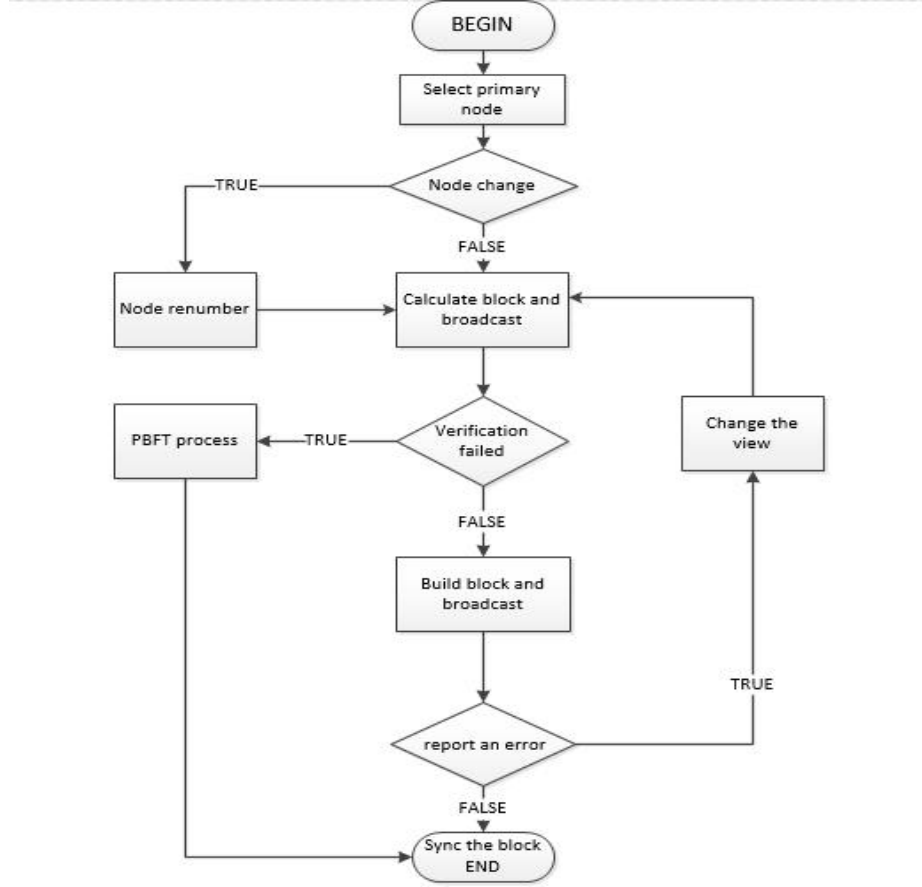 BEGIN
Select primary
node
Node change
TRUE
FALSE
Node renumber
Calculate block and
broadcast
PBFT process
TRUE
Verification
failed
Change the
view
FALSE
Build block and
broadcast
TRUE
report an error
FALSE
Sync the block
END